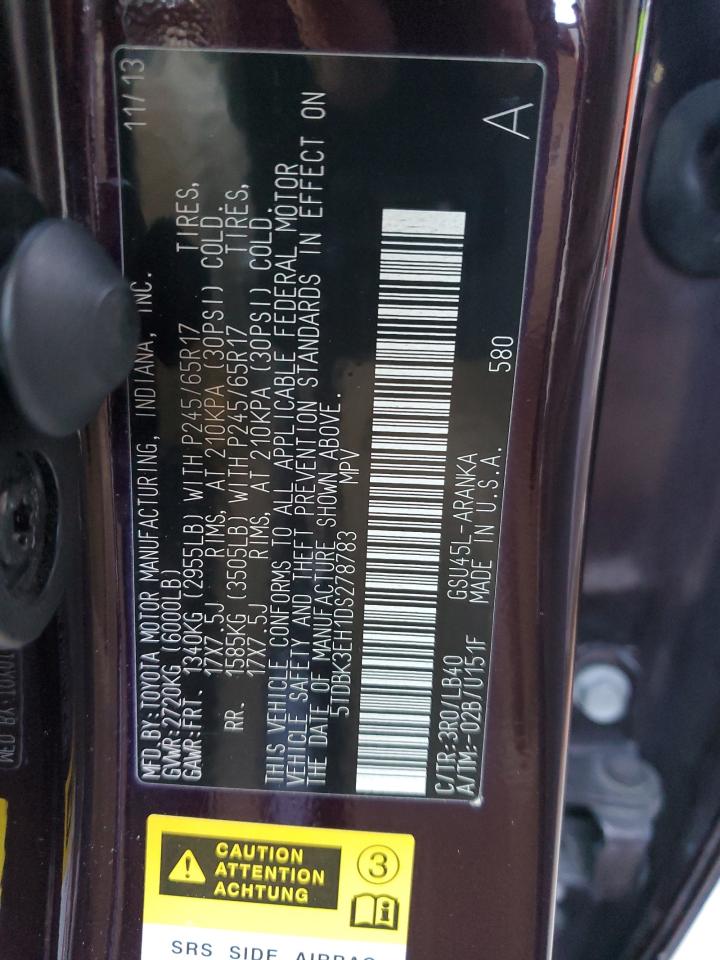 11/13
MFD.BY:TOYOTA MOTOR MANUFACTURING, INDIANA, INC.
GVWR:2720KG (6000LB)
GAWR:FRT. 1340KG (2955LB) WITH P245/65R17 TIRES,
17X7.5J RIMS, AT 210KPA (30PSI) COLD.
RR. 1585KG (3505LB) WITH P245/65R17 TIRES,
17X7.5J RIMS, AT 210KPA (30PSI) COLD.
THIS VEHICLE CONFORMS TO ALL APPLICABLE FEDERAL MOTOR
VEHICLE SAFETY AND THEFT PREVENTION STANDARDS IN EFFECT ON
THE DATE OF MANUFACTURE SHOWN ABOVE.
5TDBK3EH1DS278783 MPV
C/TR:3R0/LB40 GSU45L-ARANKA 580
A/TM:-02B/U151F MADE IN U.S.A.
A
CAUTION
ATTENTION
ACHTUNG
3
SRS SIDE AIRBAG